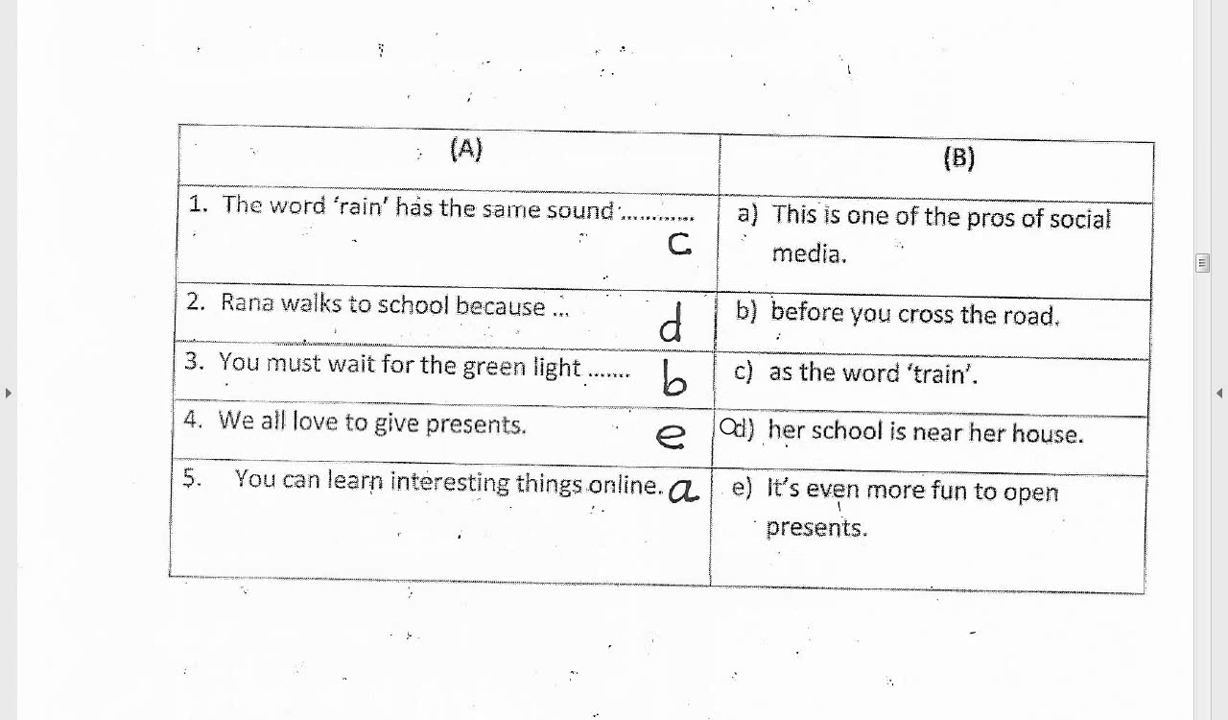 (A)
(B)
1. The word 'rain' has the same sound ............
c
a) This is one of the pros of social
media.
2. Rana walks to school because ...
d
b) before you cross the road.
3. You must wait for the green light .......
b
c) as the word 'train'.
4. We all love to give presents.
e
d) her school is near her house.
5. You can learn interesting things online.
a
e) It's even more fun to open
presents.